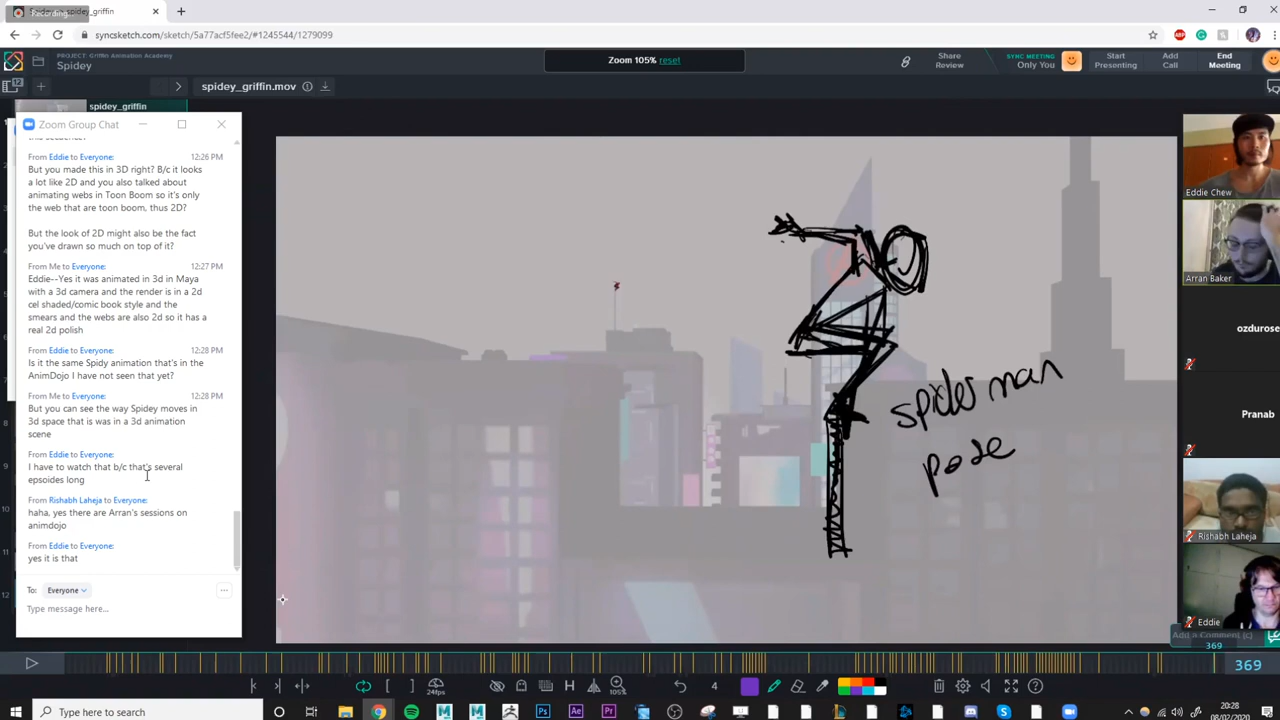 Recording...
spidey_griffin
syncsketch.com/sketch/5a77acf5fee2/#1245544/1279099
PROJECT: Griffin Animation Academy
Spidey
Zoom 105% reset
Share Review
SYNC MEETING
Only You
Start Presenting
Add Call
End Meeting
spidey_griffin.mov
spidey_griffin
Zoom Group Chat
From Eddie to Everyone: 12:26 PM
But you made this in 3D right? B/c it looks
a lot like 2D and you also talked about
animating webs in Toon Boom so it's only
the web that are toon boom, thus 2D?
But the look of 2D might also be the fact
you've drawn so much on top of it?
From Me to Everyone: 12:27 PM
Eddie--Yes it was animated in 3d in Maya
with a 3d camera and the render is in a 2d
cel shaded/comic book style and the
smears and the webs are also 2d so it has a
real 2d polish
From Eddie to Everyone: 12:28 PM
Is it the same Spidy animation that's in the
AnimDojo I have not seen that yet?
From Me to Everyone: 12:28 PM
But you can see the way Spidey moves in
3d space that is was in a 3d animation
scene
From Eddie to Everyone:
I have to watch that b/c that's several
epsoides long
From Rishabh Laheja to Everyone:
haha, yes there are Arran's sessions on
animdojo
From Eddie to Everyone:
yes it is that
To: Everyone
Type message here...
spider man
pose
Eddie Chew
Arran Baker
ozdurose
Pranab
Rishabh Laheja
Eddie
Add a Comment (c)
369
369
24fps
105%
4
Type here to search
20:28
08/02/2020